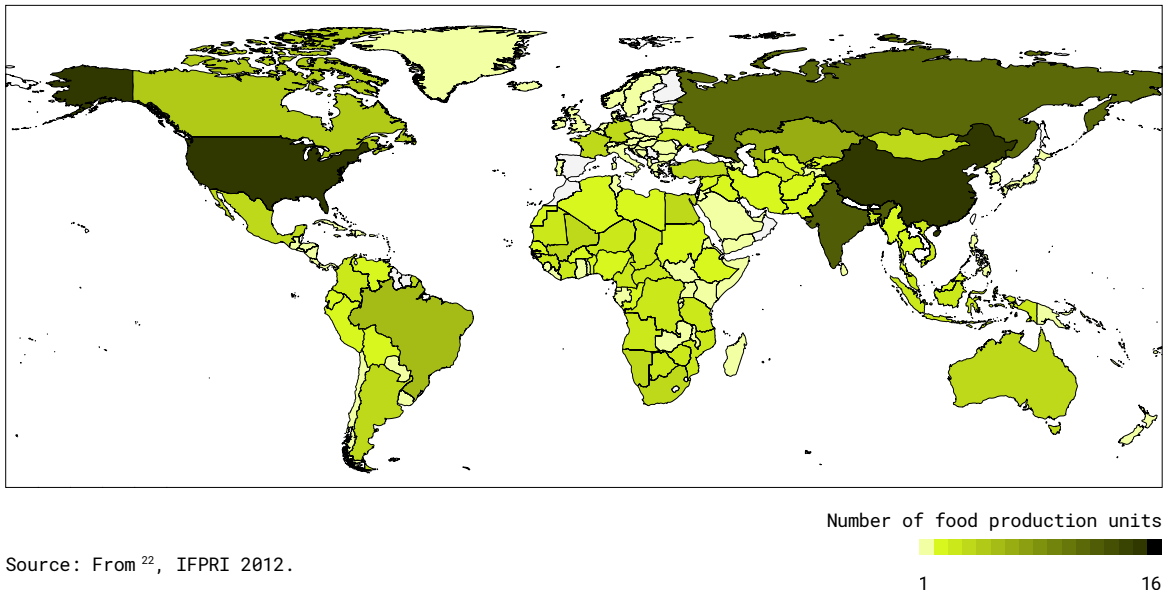 Number of food production units
Source: From 22, IFPRI 2012.
1 16